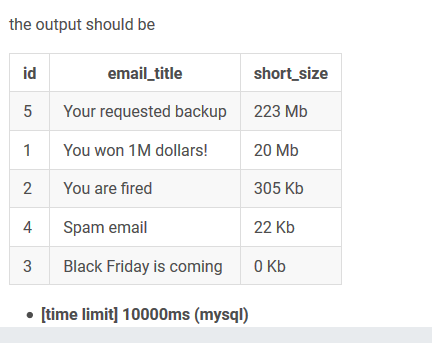 the output should be
id email_title short_size
5 Your requested backup 223 Mb
1 You won 1M dollars! 20 Mb
2 You are fired 305 Kb
4 Spam email 22 Kb
3 Black Friday is coming 0 Kb
• [time limit] 10000ms (mysql)